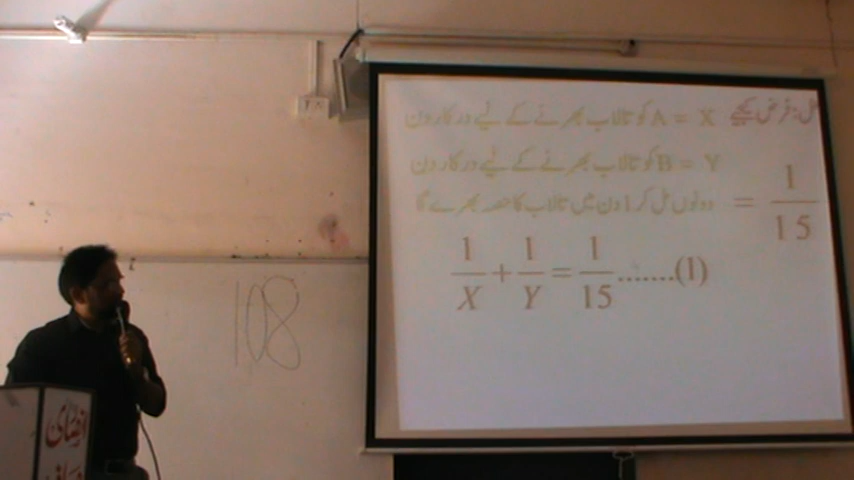 حل: فرض کیجیے X = A کو تالاب بھرنے کے لیے درکار دن
Y = B کو تالاب بھرنے کے لیے درکار دن
دونوں مل کر 1 دن میں تالاب کا حصہ بھرے گا = 1/15
1/X + 1/Y = 1/15 .......(1)
108